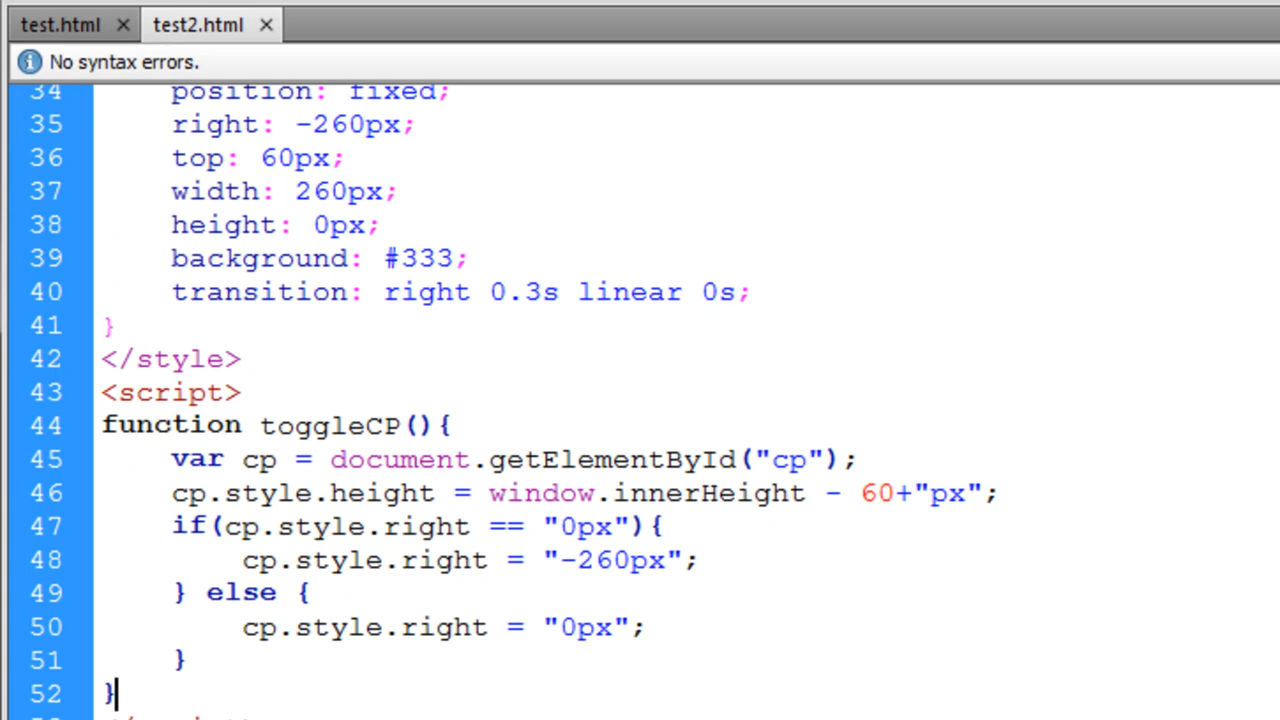 test.html × test2.html ×
No syntax errors.
34 position: fixed;
35 right: -260px;
36 top: 60px;
37 width: 260px;
38 height: 0px;
39 background: #333;
40 transition: right 0.3s linear 0s;
41 }
42 </style>
43 <script>
44 function toggleCP(){
45 var cp = document.getElementById("cp");
46 cp.style.height = window.innerHeight - 60+"px";
47 if(cp.style.right == "0px"){
48 cp.style.right = "-260px";
49 } else {
50 cp.style.right = "0px";
51 }
52 }